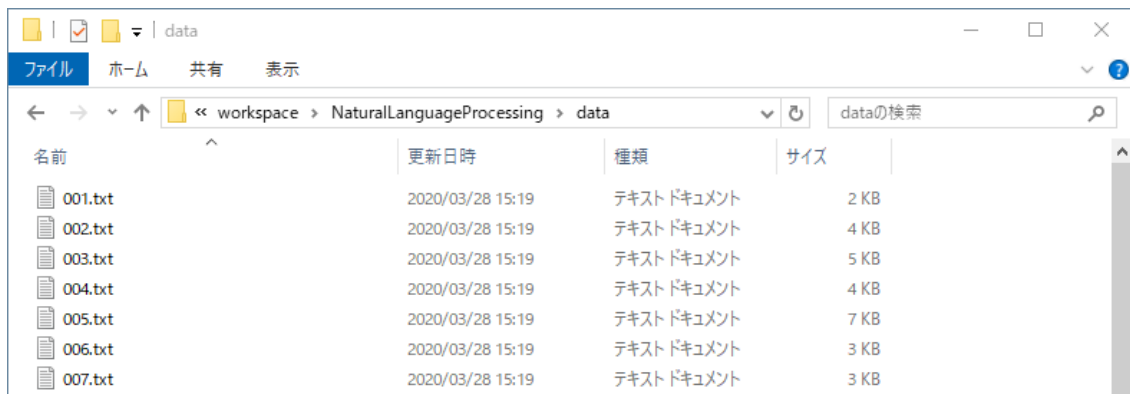 data
ファイル ホーム 共有 表示
« workspace › NaturalLanguageProcessing › data dataの検索
名前 更新日時 種類 サイズ
001.txt 2020/03/28 15:19 テキスト ドキュメント 2 KB
002.txt 2020/03/28 15:19 テキスト ドキュメント 4 KB
003.txt 2020/03/28 15:19 テキスト ドキュメント 5 KB
004.txt 2020/03/28 15:19 テキスト ドキュメント 4 KB
005.txt 2020/03/28 15:19 テキスト ドキュメント 7 KB
006.txt 2020/03/28 15:19 テキスト ドキュメント 3 KB
007.txt 2020/03/28 15:19 テキスト ドキュメント 3 KB